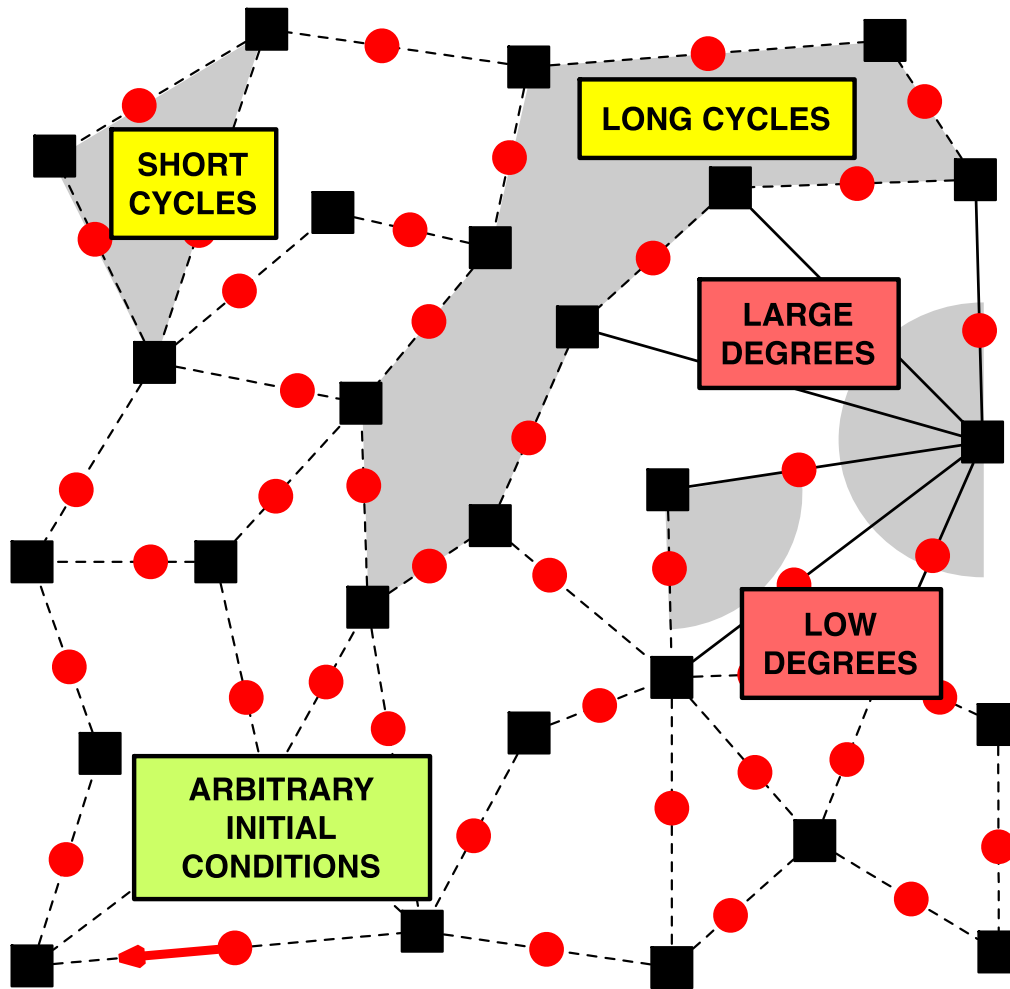 LONG CYCLES
SHORT
CYCLES
LARGE
DEGREES
LOW
DEGREES
ARBITRARY
INITIAL
CONDITIONS